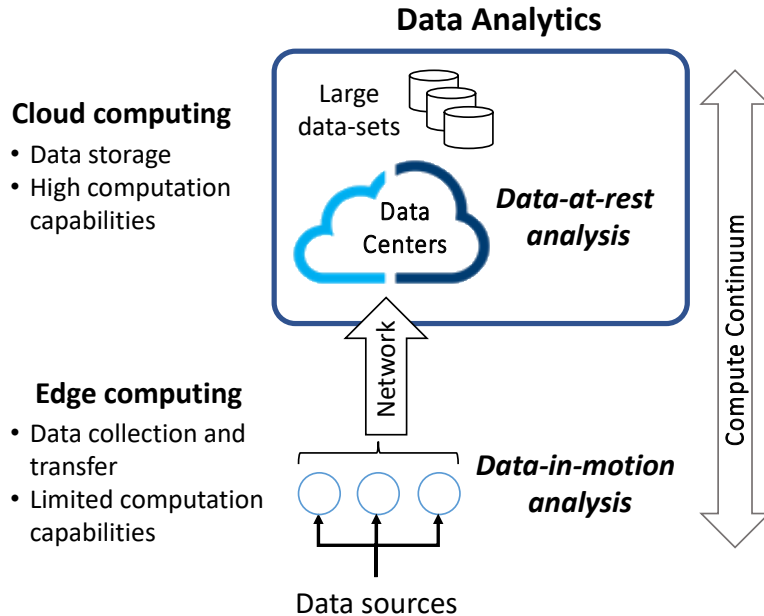 Data Analytics
Large
data-sets
Cloud computing
• Data storage
• High computation
capabilities
Data
Centers
Data-at-rest
analysis
Network
Compute Continuum
Edge computing
• Data collection and
transfer
• Limited computation
capabilities
Data-in-motion
analysis
Data sources